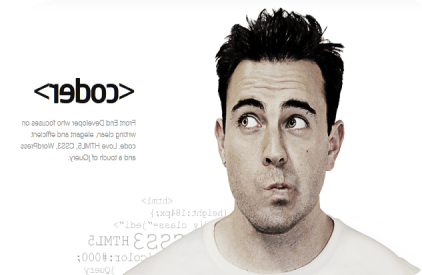 <coder>
Front End Developer who focuses on
writing clean, elegant and efficient
code. Love HTML5, CSS3, WordPress
and a touch of jQuery.
<html>
{height:184px;
class="jedi">
HTML5 CSS3
color:#000;
jQuery